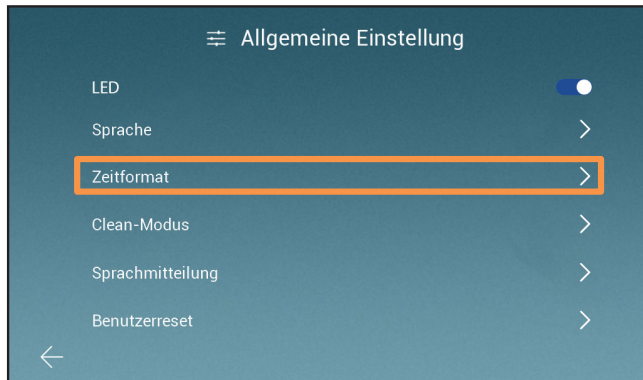 Allgemeine Einstellung
LED
Sprache
Zeitformat
Clean-Modus
Sprachmitteilung
Benutzerreset